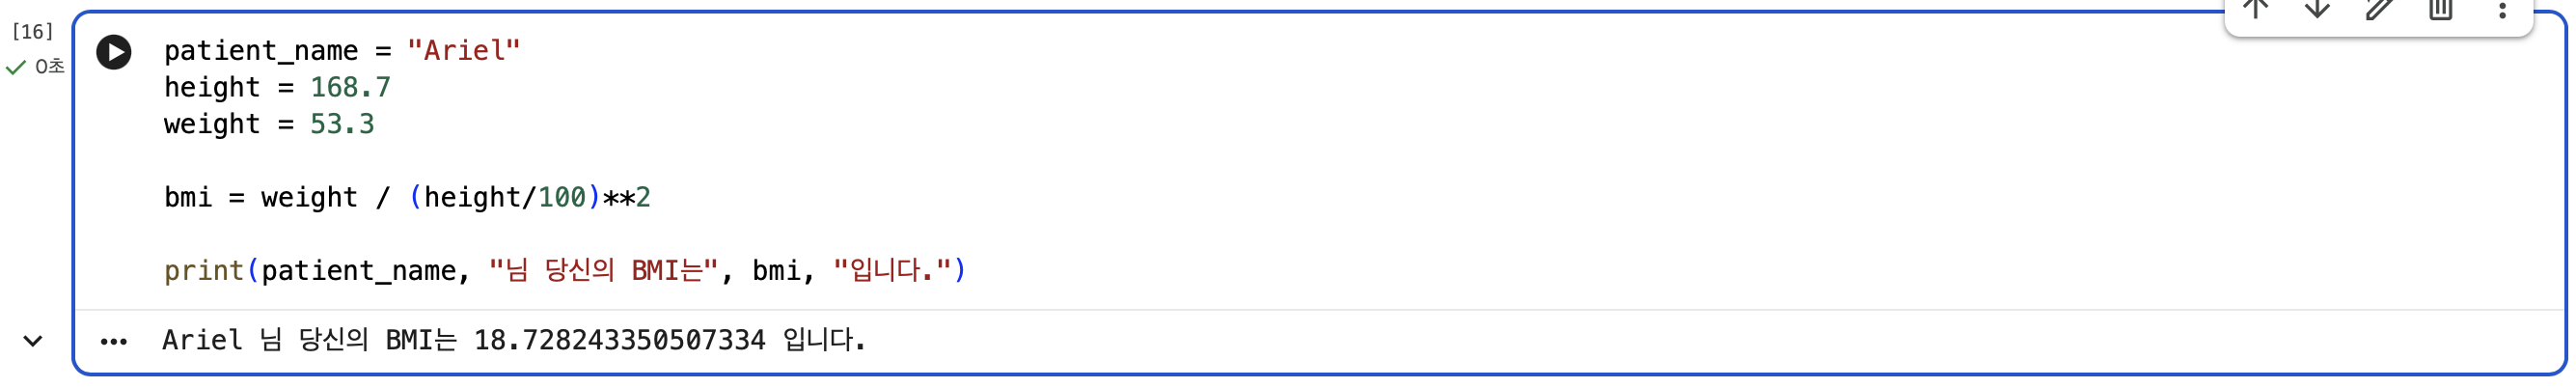 [16]
0초
patient_name = "Ariel"
height = 168.7
weight = 53.3
bmi = weight / (height/100)**2
print(patient_name, "님 당신의 BMI는", bmi, "입니다.")
Ariel 님 당신의 BMI는 18.728243350507334 입니다.